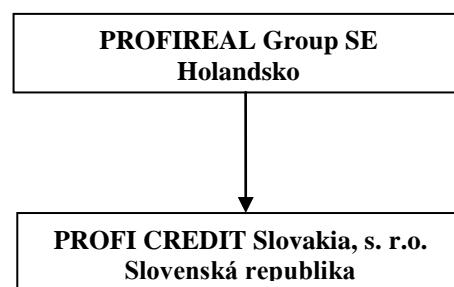 PROFIREAL Group SE
Holandsko
PROFI CREDIT Slovakia, s. r.o.
Slovenská republika